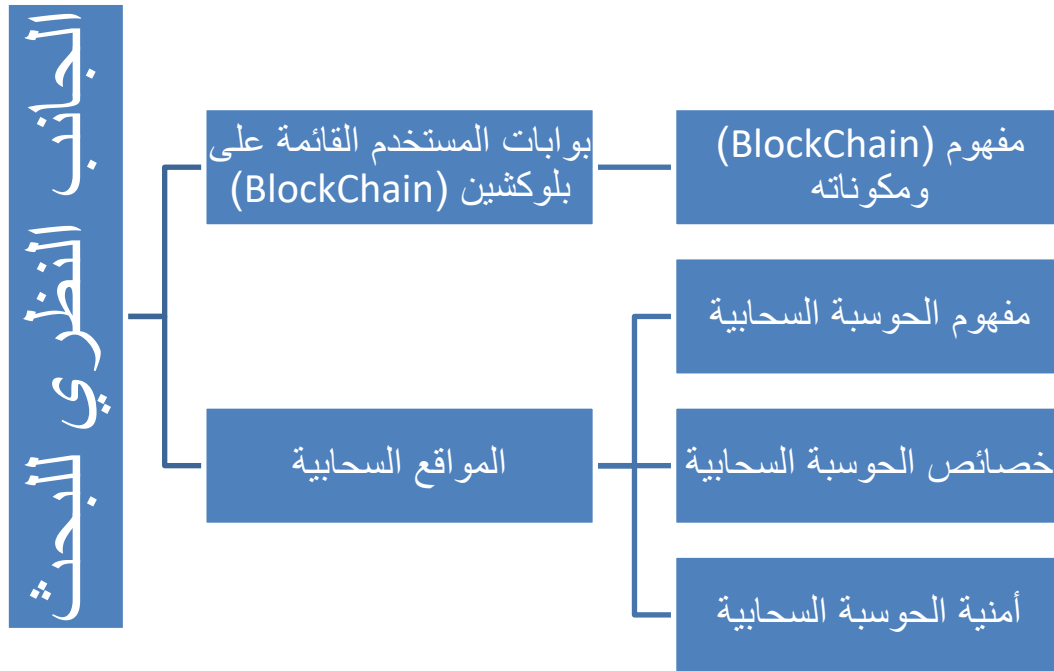 الجانب النظري للبحث
بوابات المستخدم القائمة على
بلوكشين (BlockChain)
مفهوم (BlockChain)
ومكوناته
المواقع السحابية
مفهوم الحوسبة السحابية
خصائص الحوسبة السحابية
أمنية الحوسبة السحابية